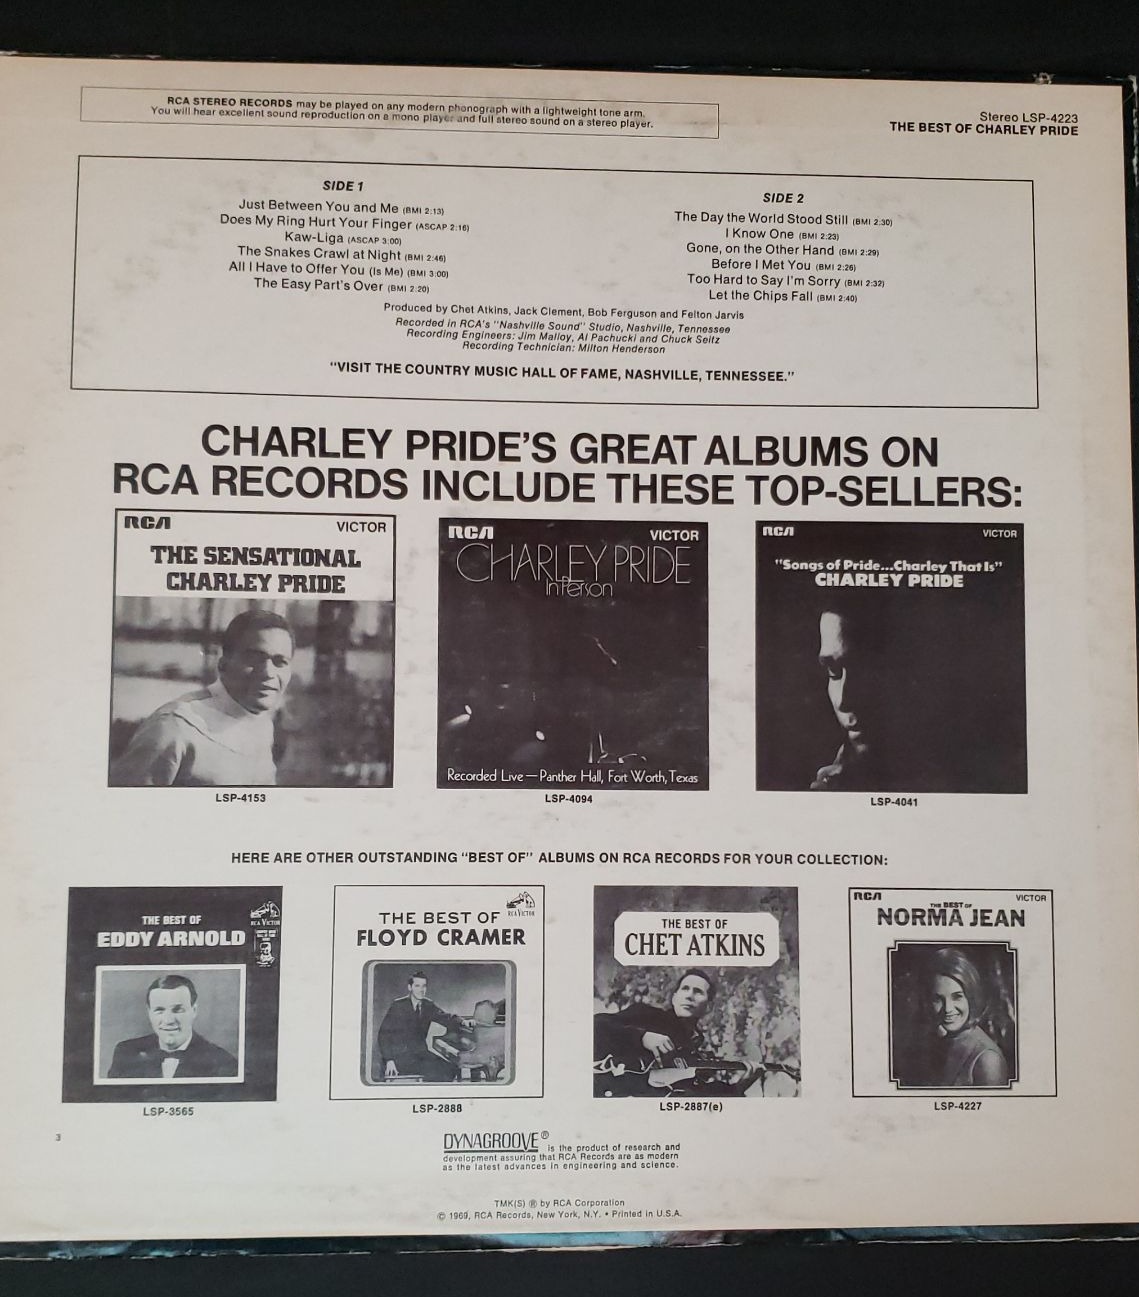 RCA STEREO RECORDS may be played on any modern phonograph with a lightweight tone arm.
You will hear excellent sound reproduction on a mono player and full stereo sound on a stereo player.
Stereo LSP-4223
THE BEST OF CHARLEY PRIDE
SIDE 1
Just Between You and Me (BMI 2:13)
Does My Ring Hurt Your Finger (ASCAP 2:16)
Kaw-Liga (ASCAP 3:00)
The Snakes Crawl at Night (BMI 2:46)
All I Have to Offer You (Is Me) (BMI 3:00)
The Easy Part's Over (BMI 2:20)
SIDE 2
The Day the World Stood Still (BMI 2:30)
I Know One (BMI 2:23)
Gone, on the Other Hand (BMI 2:29)
Before I Met You (BMI 2:26)
Too Hard to Say I'm Sorry (BMI 2:32)
Let the Chips Fall (BMI 2:40)
Produced by Chet Atkins, Jack Clement, Bob Ferguson and Felton Jarvis
Recorded in RCA's "Nashville Sound" Studio, Nashville, Tennessee
Recording Engineers: Jim Malloy, Al Pachucki and Chuck Seitz
Recording Technician: Milton Henderson
"VISIT THE COUNTRY MUSIC HALL OF FAME, NASHVILLE, TENNESSEE."
CHARLEY PRIDE'S GREAT ALBUMS ON
RCA RECORDS INCLUDE THESE TOP-SELLERS:
RCA VICTOR
THE SENSATIONAL
CHARLEY PRIDE
LSP-4153
RCA VICTOR
CHARLEY PRIDE
In Person
Recorded Live — Panther Hall, Fort Worth, Texas
LSP-4094
RCA VICTOR
"Songs of Pride...Charley That Is"
CHARLEY PRIDE
LSP-4041
HERE ARE OTHER OUTSTANDING "BEST OF" ALBUMS ON RCA RECORDS FOR YOUR COLLECTION:
THE BEST OF
EDDY ARNOLD
RCA VICTOR
LSP-3565
RCA VICTOR
THE BEST OF
FLOYD CRAMER
LSP-2888
THE BEST OF
CHET ATKINS
LSP-2887(e)
RCA VICTOR
THE BEST OF
NORMA JEAN
LSP-4227
3
DYNAGROOVE® is the product of research and
development assuring that RCA Records are as modern
as the latest advances in engineering and science.
TMK(S) ® by RCA Corporation
© 1969, RCA Records, New York, N.Y. • Printed in U.S.A.